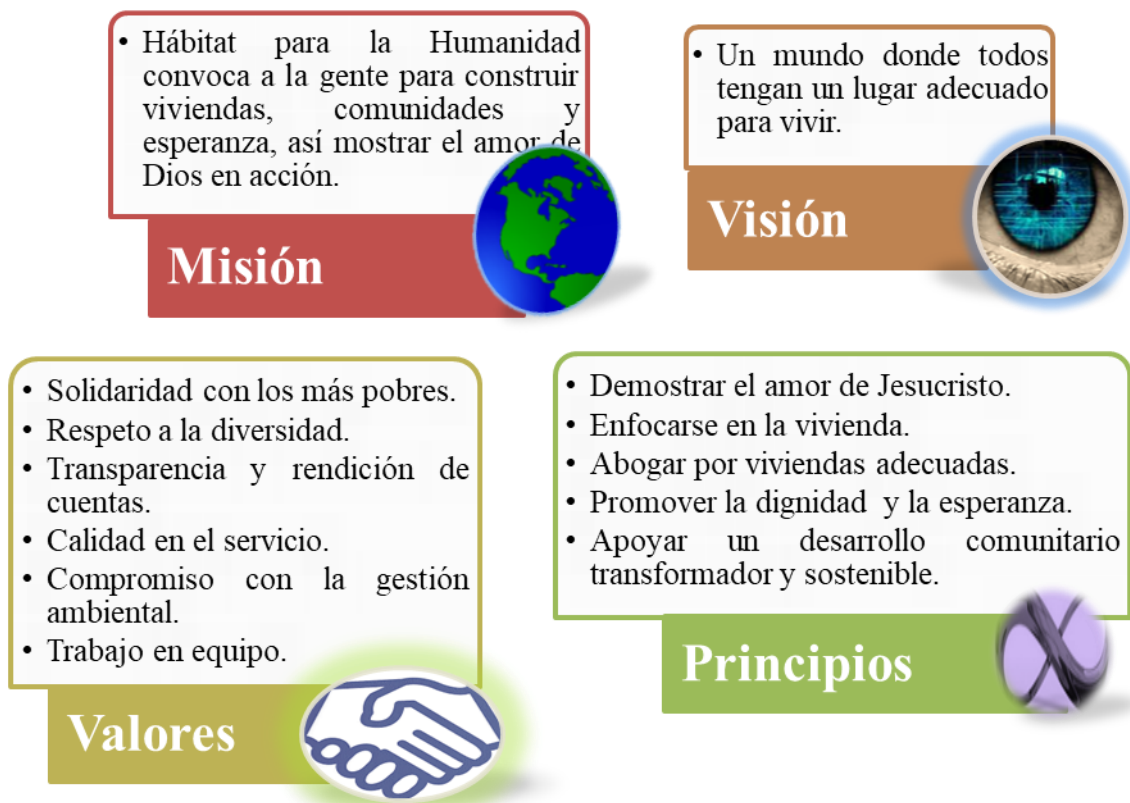 • Hábitat para la Humanidad
convoca a la gente para construir
viviendas, comunidades y
esperanza, así mostrar el amor de
Dios en acción.
Misión
• Un mundo donde todos
tengan un lugar adecuado
para vivir.
Visión
• Solidaridad con los más pobres.
• Respeto a la diversidad.
• Transparencia y rendición de
cuentas.
• Calidad en el servicio.
• Compromiso con la gestión
ambiental.
• Trabajo en equipo.
Valores
• Demostrar el amor de Jesucristo.
• Enfocarse en la vivienda.
• Abogar por viviendas adecuadas.
• Promover la dignidad y la esperanza.
• Apoyar un desarrollo comunitario
transformador y sostenible.
Principios